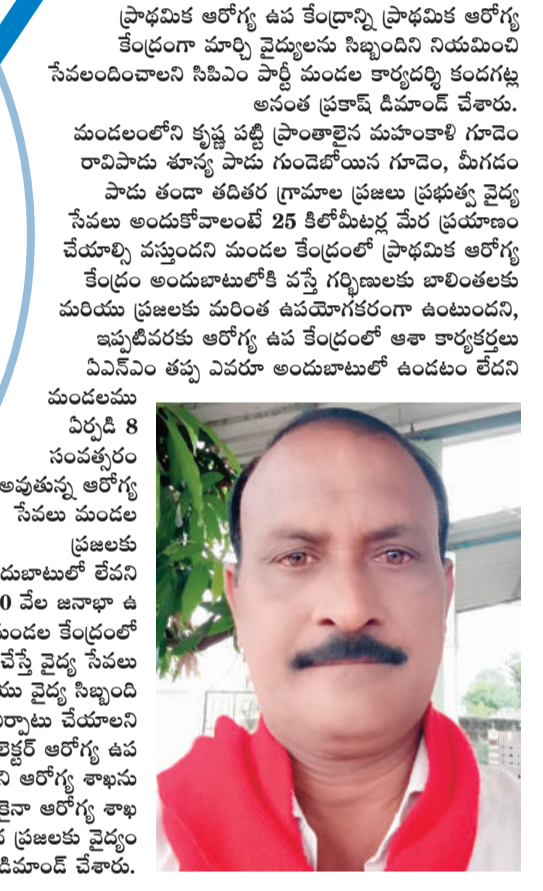 ప్రాథమిక ఆరోగ్య ఉప కేంద్రాన్ని ప్రాథమిక ఆరోగ్య
కేంద్రంగా మార్చి వైద్యులను సిబ్బందిని నియమించి
సేవలందించాలని సిపిఎం పార్టీ మండల కార్యదర్శి కందగట్ల
అనంత ప్రకాష్ డిమాండ్ చేశారు.
మండలంలోని కృష్ణ పట్టి ప్రాంతాలైన మహంకాళి గూడెం
రావిపాడు శూన్య పాడు గుండెబోయిన గూడెం, మీగడం
పాడు తండా తదితర గ్రామాల ప్రజలు ప్రభుత్వ వైద్య
సేవలు అందుకోవాలంటే 25 కిలోమీటర్ల మేర ప్రయాణం
చేయాల్సి వస్తుందని మండల కేంద్రంలో ప్రాథమిక ఆరోగ్య
కేంద్రం అందుబాటులోకి వస్తే గర్భిణులకు బాలింతలకు
మరియు ప్రజలకు మరింత ఉపయోగకరంగా ఉంటుందని,
ఇప్పటివరకు ఆరోగ్య ఉప కేంద్రంలో ఆశా కార్యకర్తలు
ఏఎన్ఎం తప్ప ఎవరూ అందుబాటులో ఉండటం లేదని
మండలము
ఏర్పడి 8
సంవత్సరం
అవుతున్న ఆరోగ్య
సేవలు మండల
ప్రజలకు
దుబాటులో లేవని
0 వేల జనాభా ఉ
మండల కేంద్రంలో
చేస్తే వైద్య సేవలు
యు వైద్య సిబ్బంది
ర్పాటు చేయాలని
లెక్టర్ ఆరోగ్య ఉప
ని ఆరోగ్య శాఖను
కైనా ఆరోగ్య శాఖ
ప్రజలకు వైద్యం
డిమాండ్ చేశారు.